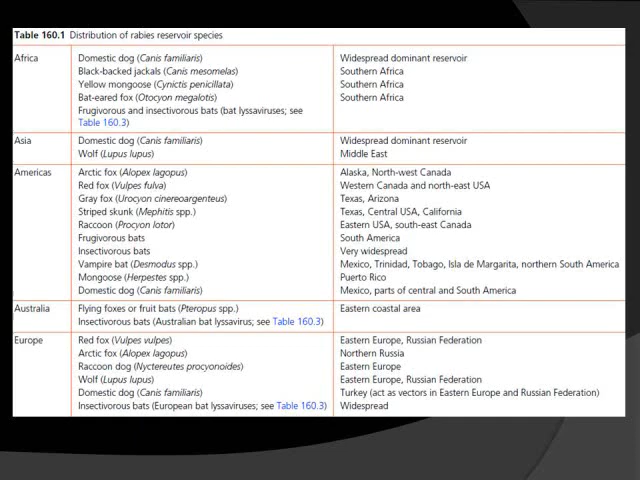 Table 160.1 Distribution of rabies reservoir species
Africa Domestic dog (Canis familiaris) Widespread dominant reservoir
Black-backed jackals (Canis mesomelas) Southern Africa
Yellow mongoose (Cynictis penicillata) Southern Africa
Bat-eared fox (Otocyon megalotis) Southern Africa
Frugivorous and insectivorous bats (bat lyssaviruses; see
Table 160.3)
Asia Domestic dog (Canis familiaris) Widespread dominant reservoir
Wolf (Lupus lupus) Middle East
Americas Arctic fox (Alopex lagopus) Alaska, North-west Canada
Red fox (Vulpes fulva) Western Canada and north-east USA
Gray fox (Urocyon cinereoargenteus) Texas, Arizona
Striped skunk (Mephitis spp.) Texas, Central USA, California
Raccoon (Procyon lotor) Eastern USA, south-east Canada
Frugivorous bats South America
Insectivorous bats Very widespread
Vampire bat (Desmodus spp.) Mexico, Trinidad, Tobago, Isla de Margarita, northern South America
Mongoose (Herpestes spp.) Puerto Rico
Domestic dog (Canis familiaris) Mexico, parts of central and South America
Australia Flying foxes or fruit bats (Pteropus spp.) Eastern coastal area
Insectivorous bats (Australian bat lyssavirus; see Table 160.3)
Europe Red fox (Vulpes vulpes) Eastern Europe, Russian Federation
Arctic fox (Alopex lagopus) Northern Russia
Raccoon dog (Nyctereutes procyonoides) Eastern Europe
Wolf (Lupus lupus) Eastern Europe, Russian Federation
Domestic dog (Canis familiaris) Turkey (act as vectors in Eastern Europe and Russian Federation)
Insectivorous bats (European bat lyssaviruses; see Table 160.3) Widespread